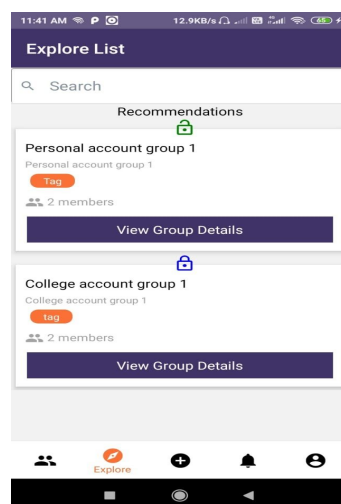 11:41 AM 12.9KB/s 65
Explore List
Search
Recommendations
Personal account group 1
Personal account group 1
Tag
2 members
View Group Details
College account group 1
College account group 1
tag
2 members
View Group Details
Explore